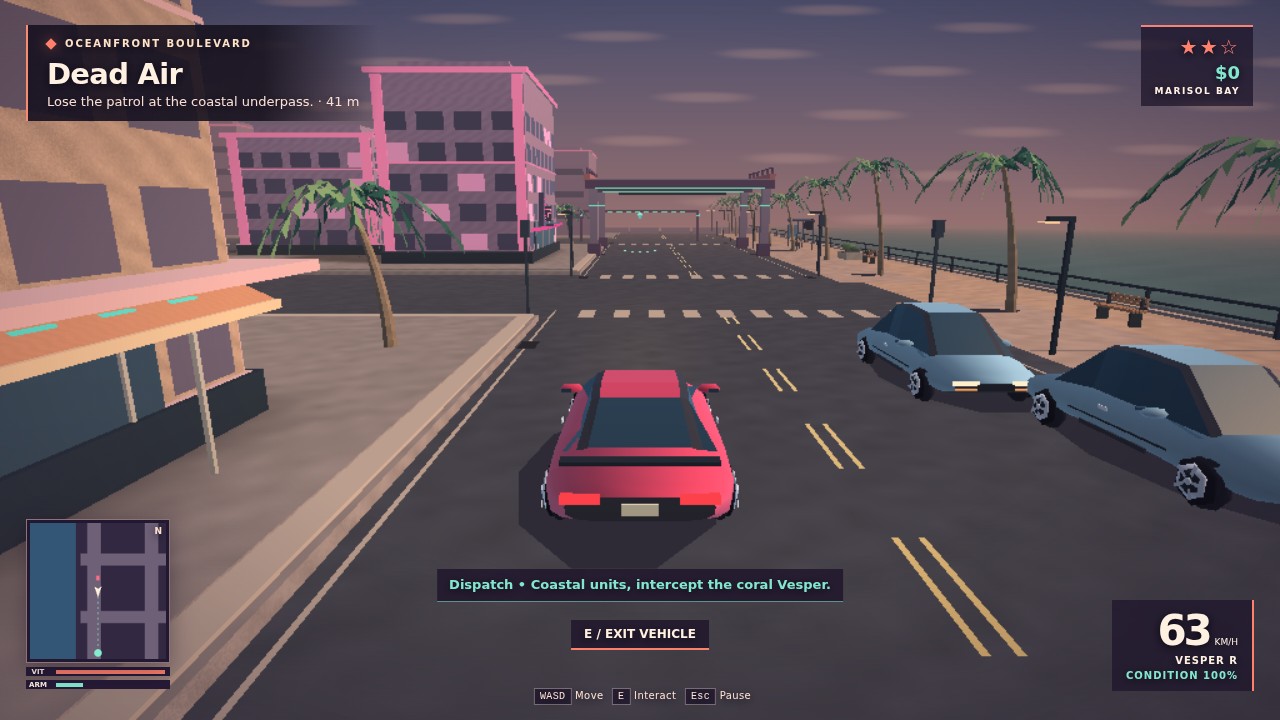 ◆ OCEANFRONT BOULEVARD
Dead Air
Lose the patrol at the coastal underpass. · 41 m
★★☆
$0
MARISOL BAY
N
VIT
ARM
Dispatch • Coastal units, intercept the coral Vesper.
E / EXIT VEHICLE
WASD Move E Interact Esc Pause
63 KM/H
VESPER R
CONDITION 100%